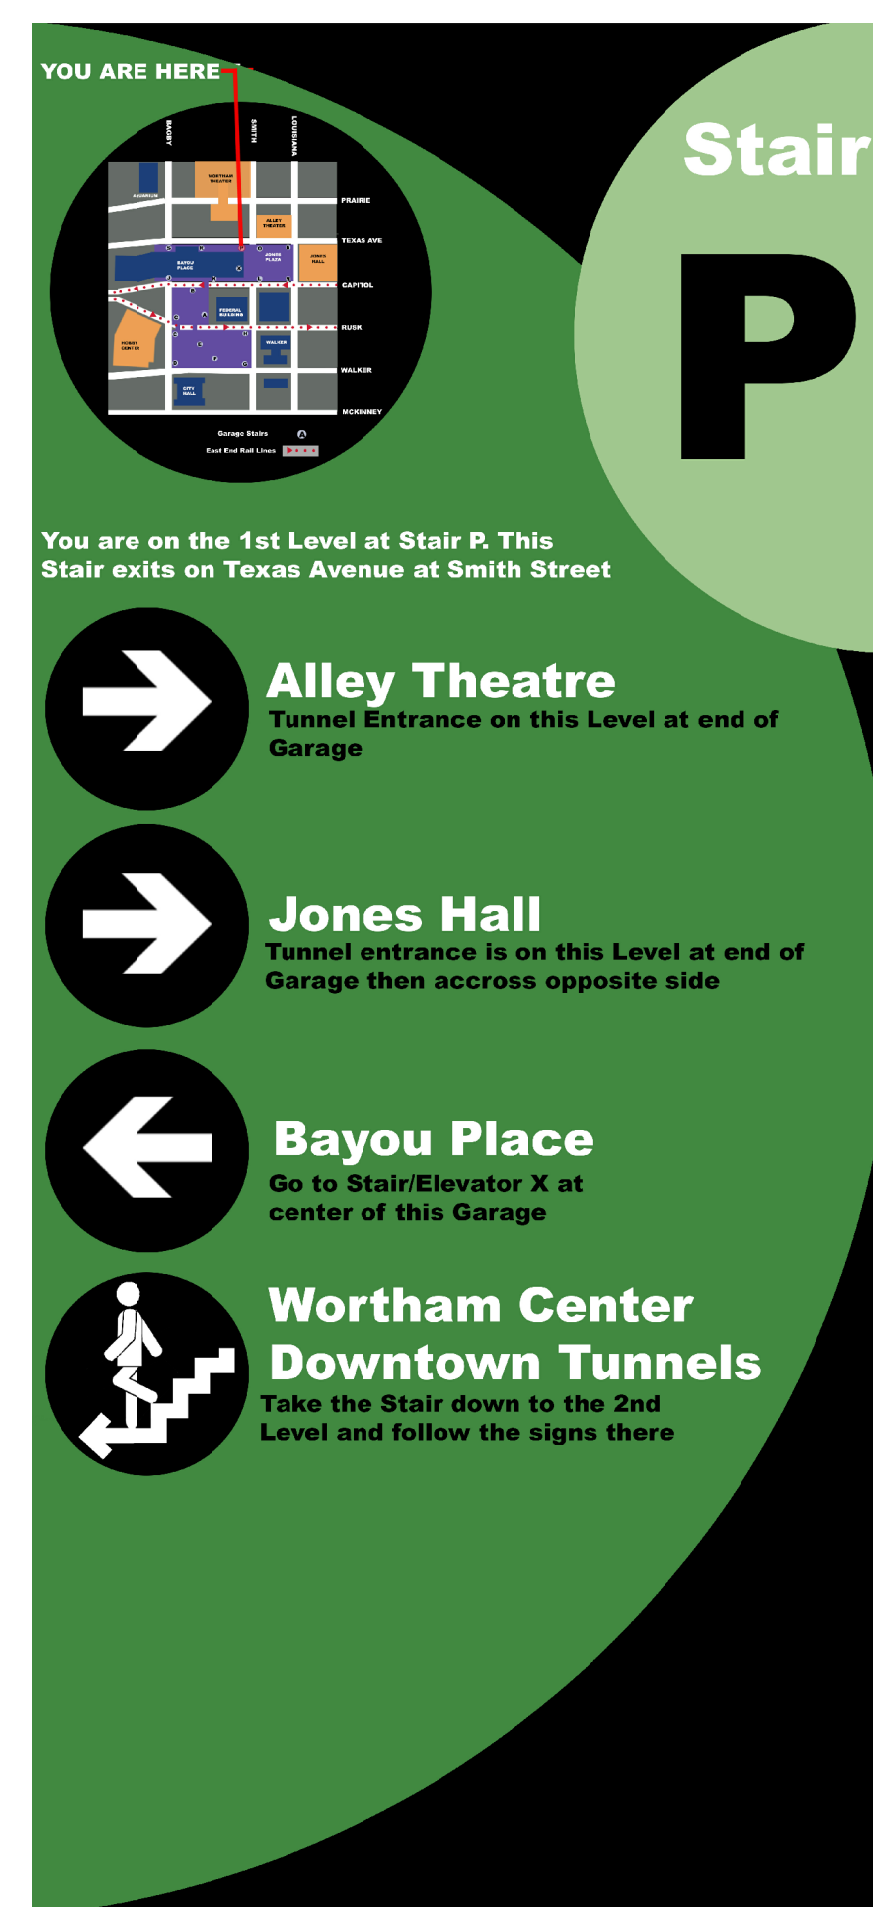 YOU ARE HERE
Stair
P
BAGBY
SMITH
LOUISIANA
WORTHAM
THEATER
PRAIRIE
ALLEY
THEATER
TEXAS AVE
BAYOU
PLACE
JONES
PLAZA
JONES
HALL
CAPITOL
FEDERAL
BUILDING
RUSK
HOBBY
CENTER
WALKER
WALKER
CITY
HALL
MCKINNEY
Garage Stairs A
East End Rail Lines
You are on the 1st Level at Stair P. This
Stair exits on Texas Avenue at Smith Street
Alley Theatre
Tunnel Entrance on this Level at end of
Garage
Jones Hall
Tunnel entrance is on this Level at end of
Garage then accross opposite side
Bayou Place
Go to Stair/Elevator X at
center of this Garage
Wortham Center
Downtown Tunnels
Take the Stair down to the 2nd
Level and follow the signs there